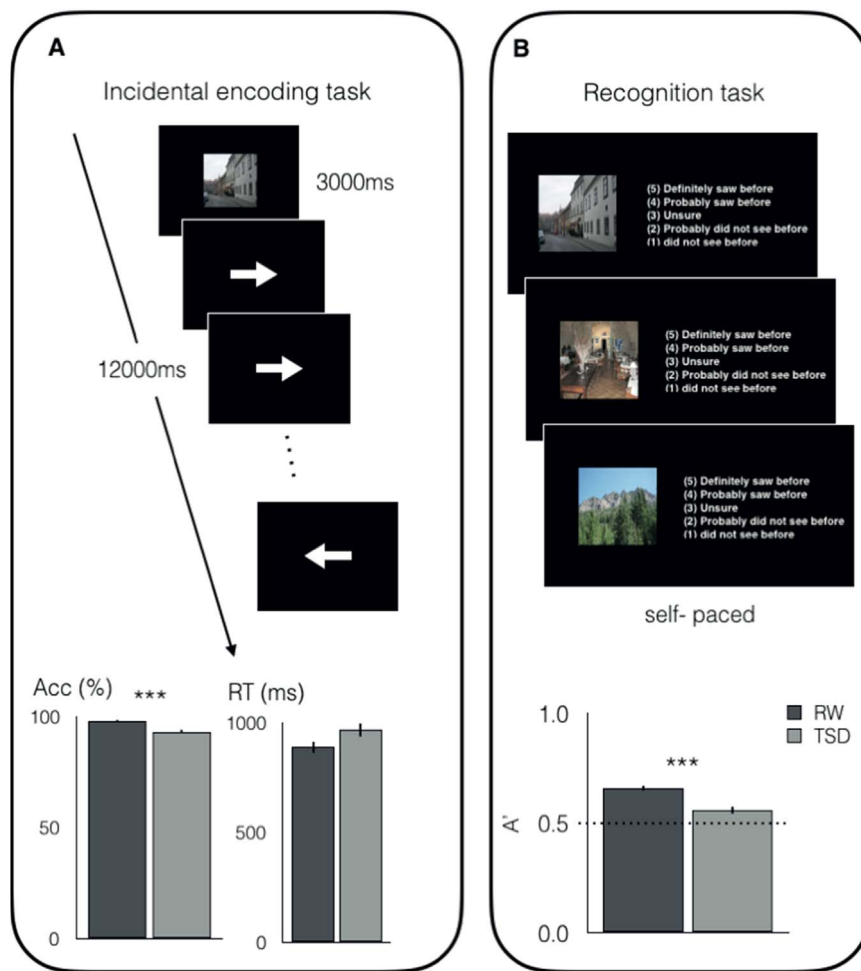 A
Incidental encoding task
3000ms
12000ms
Acc (%)
***
100
50
0
RT (ms)
1000
500
0
B
Recognition task
(5) Definitely saw before
(4) Probably saw before
(3) Unsure
(2) Probably did not see before
(1) did not see before
(5) Definitely saw before
(4) Probably saw before
(3) Unsure
(2) Probably did not see before
(1) did not see before
(5) Definitely saw before
(4) Probably saw before
(3) Unsure
(2) Probably did not see before
(1) did not see before
self- paced
RW
TSD
***
A'
1.0
0.5
0.0